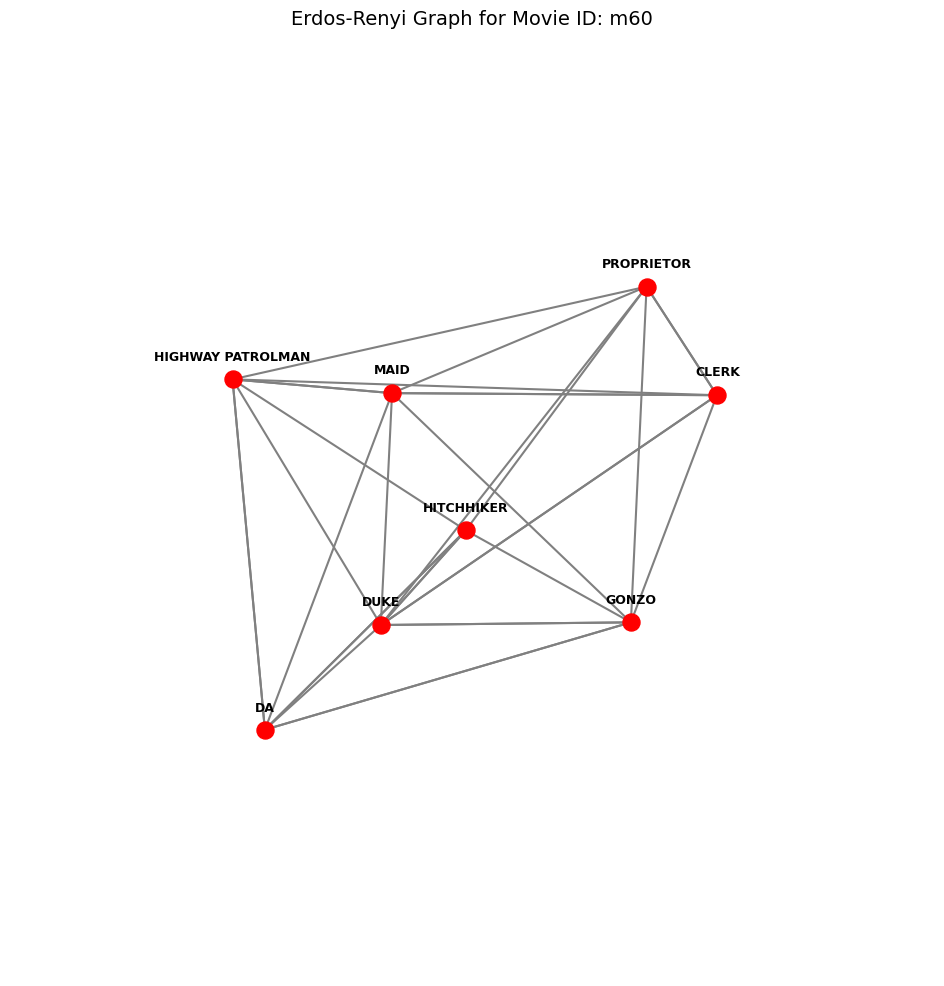 Erdos-Renyi Graph for Movie ID: m60
PROPRIETOR
HIGHWAY PATROLMAN
MAID
CLERK
HITCHHIKER
DUKE
GONZO
DA